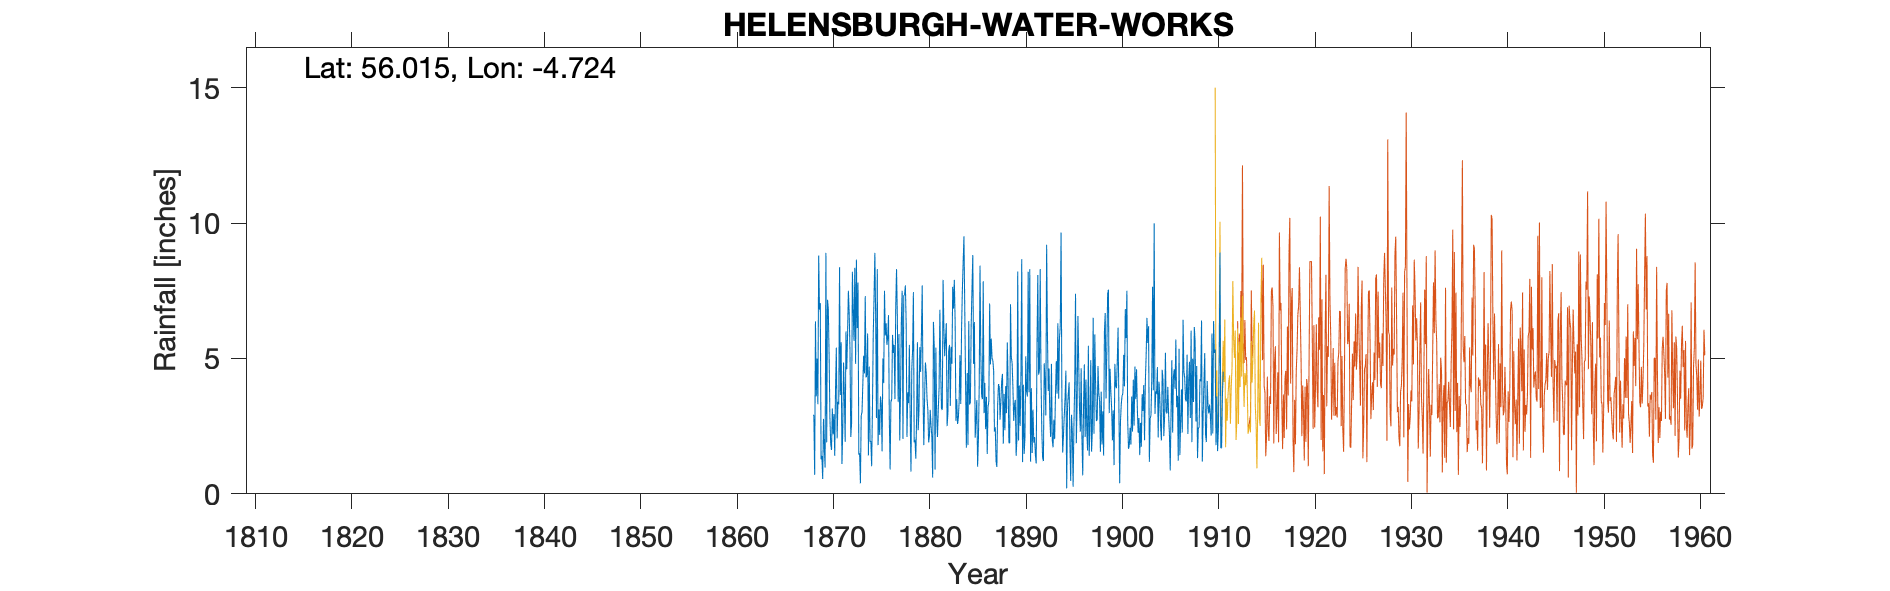 HELENSBURGH-WATER-WORKS
Lat: 56.015, Lon: -4.724
15
10
5
0
Rainfall [inches]
1810 1820 1830 1840 1850 1860 1870 1880 1890 1900 1910 1920 1930 1940 1950 1960
Year